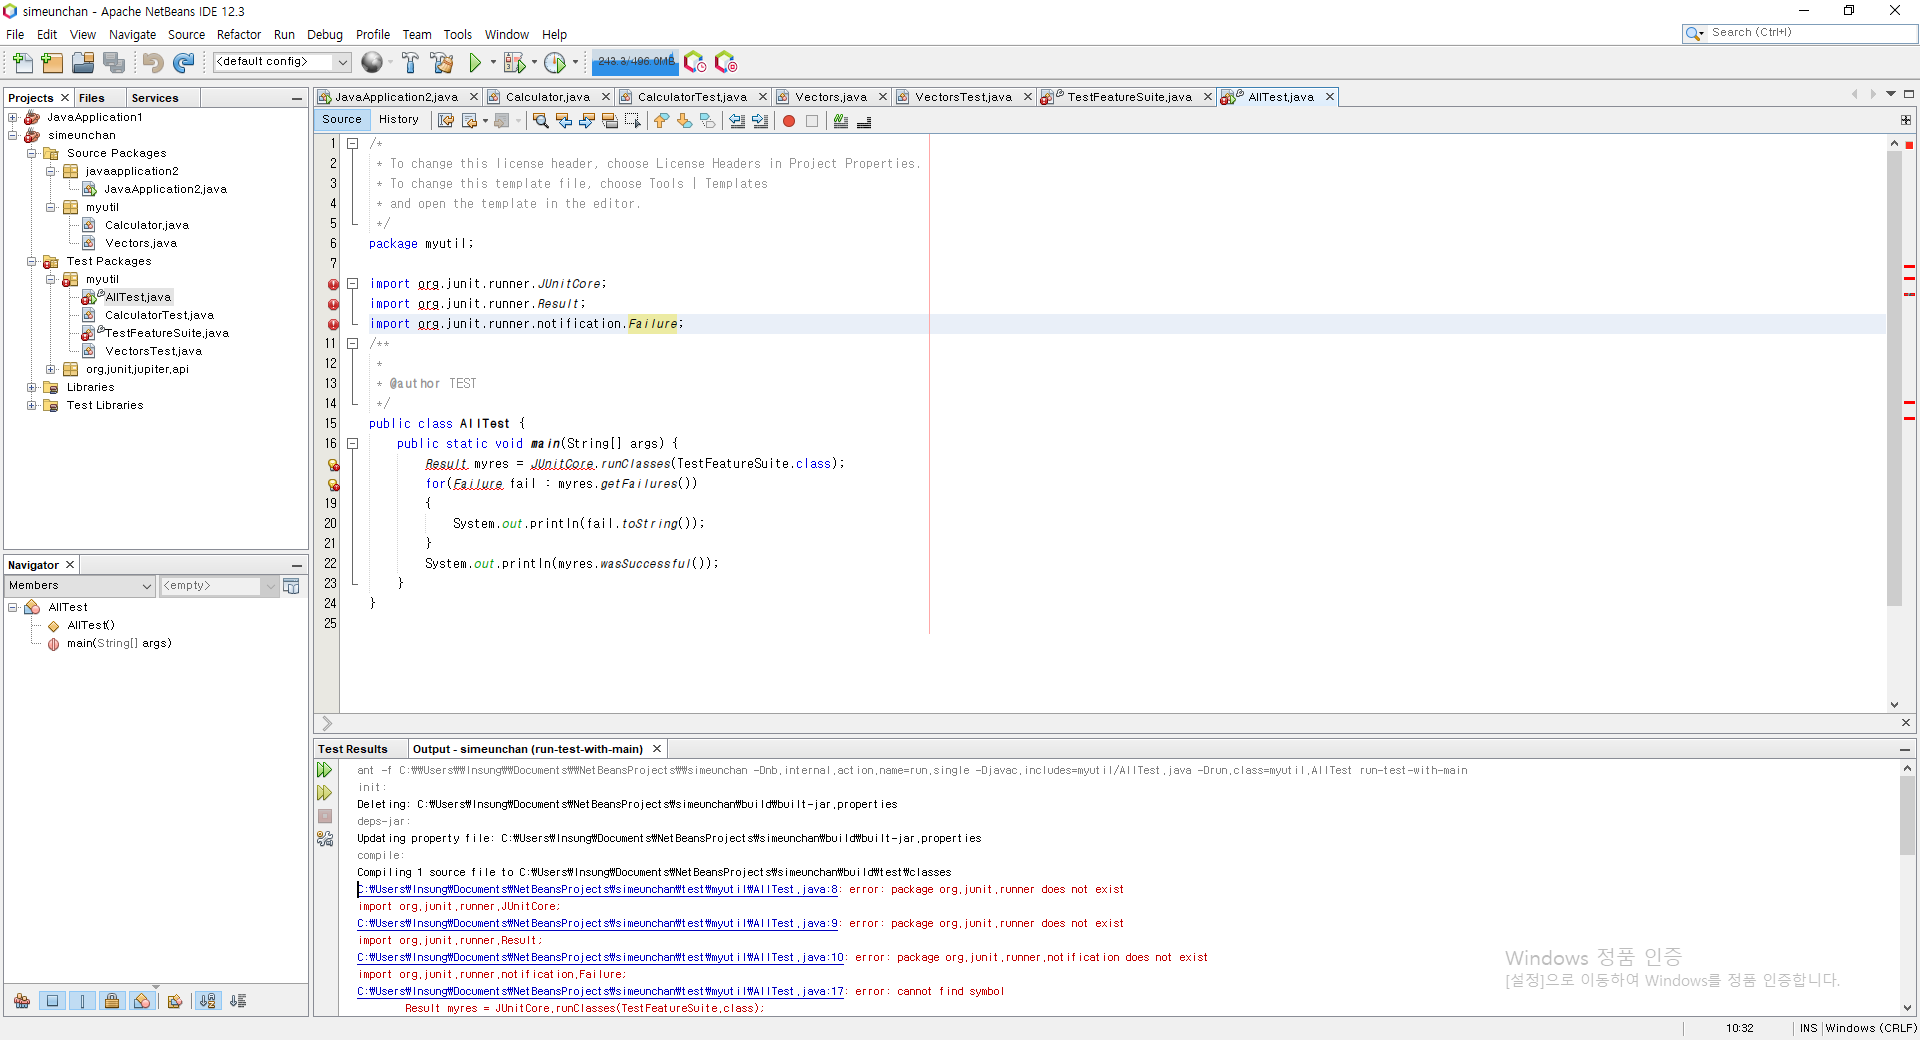 simeunchan - Apache NetBeans IDE 12.3
File Edit View Navigate Source Refactor Run Debug Profile Team Tools Window Help
Search (Ctrl+I)
<default config>
243.3/496.0MB
Projects Files Services
JavaApplication1
simeunchan
Source Packages
javaapplication2
JavaApplication2.java
myutil
Calculator.java
Vectors.java
Test Packages
myutil
AllTest.java
CalculatorTest.java
TestFeatureSuite.java
VectorsTest.java
org.junit.jupiter.api
Libraries
Test Libraries
Navigator
Members
<empty>
AllTest
AllTest()
main(String[] args)
JavaApplication2.java Calculator.java CalculatorTest.java Vectors.java VectorsTest.java TestFeatureSuite.java AllTest.java
Source History
1 /*
2 * To change this license header, choose License Headers in Project Properties.
3 * To change this template file, choose Tools | Templates
4 * and open the template in the editor.
5 */
6 package myutil;
7
import org.junit.runner.JUnitCore;
import org.junit.runner.Result;
import org.junit.runner.notification.Failure;
11 /**
12 *
13 * @author TEST
14 */
15 public class AllTest {
16 public static void main(String[] args) {
Result myres = JUnitCore.runClasses(TestFeatureSuite.class);
for(Failure fail : myres.getFailures())
19 {
20 System.out.println(fail.toString());
21 }
22 System.out.println(myres.wasSuccessful());
23 }
24 }
25
Test Results Output - simeunchan (run-test-with-main)
ant -f C:₩₩Users₩₩Insung₩₩Documents₩₩NetBeansProjects₩₩simeunchan -Dnb.internal.action.name=run.single -Djavac.includes=myutil/AllTest.java -Drun.class=myutil.AllTest run-test-with-main
init:
Deleting: C:₩Users₩Insung₩Documents₩NetBeansProjects₩simeunchan₩build₩built-jar.properties
deps-jar:
Updating property file: C:₩Users₩Insung₩Documents₩NetBeansProjects₩simeunchan₩build₩built-jar.properties
compile:
Compiling 1 source file to C:₩Users₩Insung₩Documents₩NetBeansProjects₩simeunchan₩build₩test₩classes
C:₩Users₩Insung₩Documents₩NetBeansProjects₩simeunchan₩test₩myutil₩AllTest.java:8: error: package org.junit.runner does not exist
import org.junit.runner.JUnitCore;
C:₩Users₩Insung₩Documents₩NetBeansProjects₩simeunchan₩test₩myutil₩AllTest.java:9: error: package org.junit.runner does not exist
import org.junit.runner.Result;
C:₩Users₩Insung₩Documents₩NetBeansProjects₩simeunchan₩test₩myutil₩AllTest.java:10: error: package org.junit.runner.notification does not exist
import org.junit.runner.notification.Failure;
C:₩Users₩Insung₩Documents₩NetBeansProjects₩simeunchan₩test₩myutil₩AllTest.java:17: error: cannot find symbol
Result myres = JUnitCore.runClasses(TestFeatureSuite.class);
Windows 정품 인증
[설정]으로 이동하여 Windows를 정품 인증합니다.
10:32 INS Windows (CRLF)